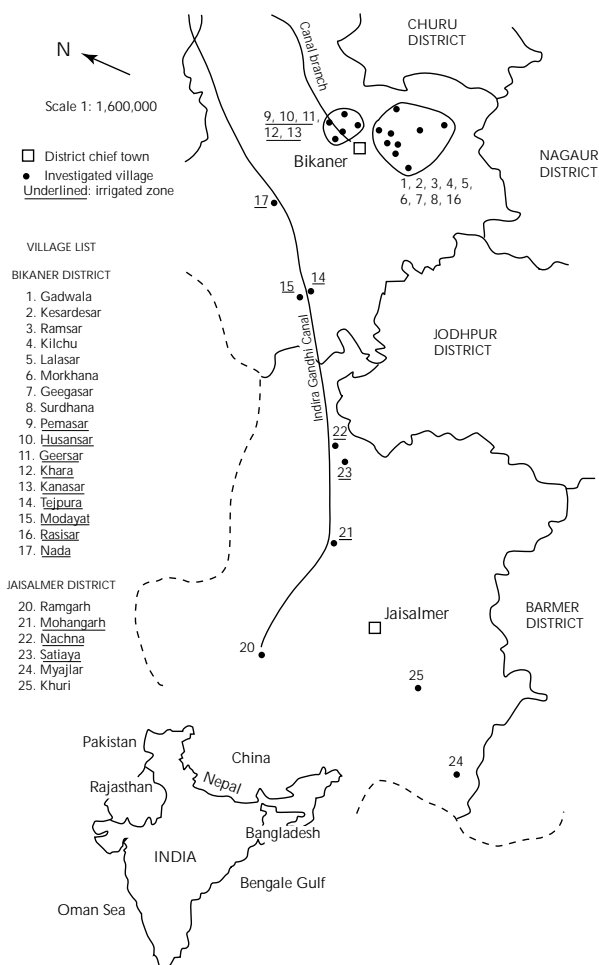 CHURU
DISTRICT
Canal branch
N
Scale 1: 1,600,000
9, 10, 11,
12, 13
Bikaner
District chief town
Investigated village
Underlined: irrigated zone
NAGAUR
DISTRICT
1, 2, 3, 4, 5,
6, 7, 8, 16
17
VILLAGE LIST
BIKANER DISTRICT
1. Gadwala
2. Kesardesar
3. Ramsar
4. Kilchu
5. Lalasar
6. Morkhana
7. Geegasar
8. Surdhana
9. Pemasar
10. Husansar
11. Geersar
12. Khara
13. Kanasar
14. Tejpura
15. Modayat
16. Rasisar
17. Nada
JAISALMER DISTRICT
20. Ramgarh
21. Mohangarh
22. Nachna
23. Satiaya
24. Myajlar
25. Khuri
15
14
Indira Gandhi Canal
JODHPUR
DISTRICT
22
23
21
Jaisalmer
BARMER
DISTRICT
20
25
24
Pakistan
China
Nepal
Rajasthan
Bangladesh
INDIA
Bengale Gulf
Oman Sea